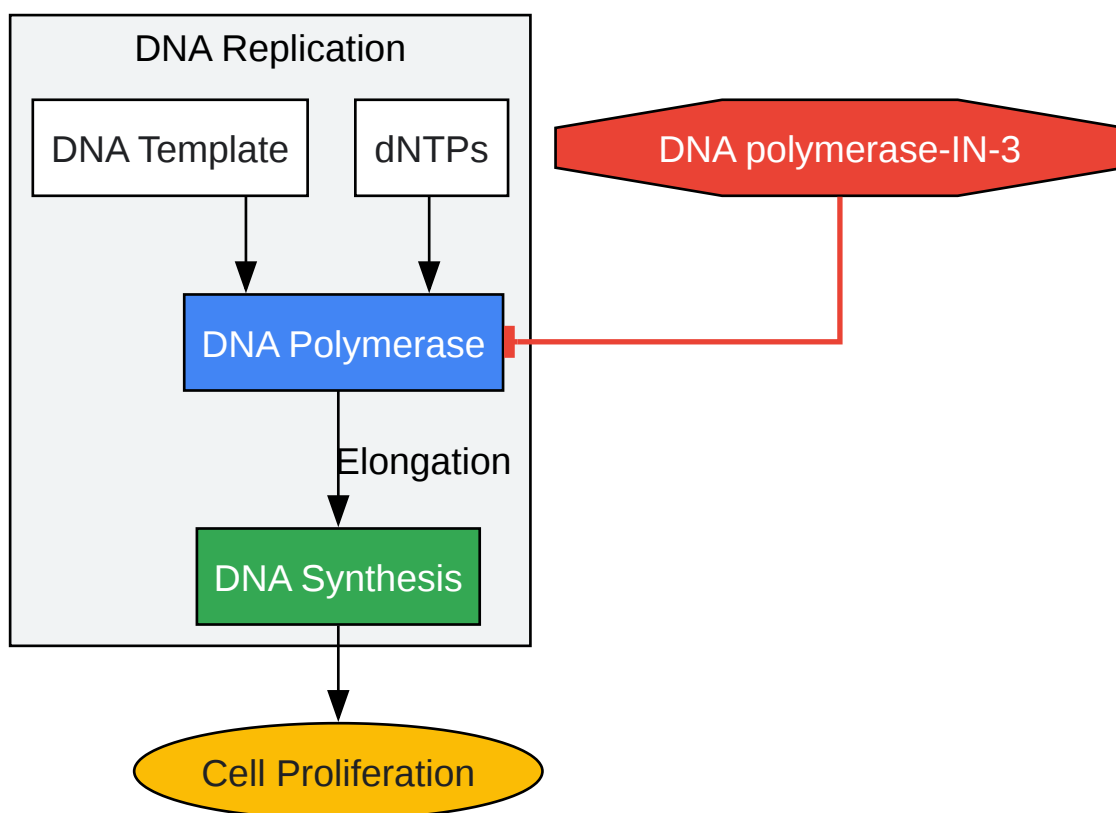 DNA Replication
DNA Template
dNTPs
DNA polymerase-IN-3
DNA Polymerase
Elongation
DNA Synthesis
Cell Proliferation